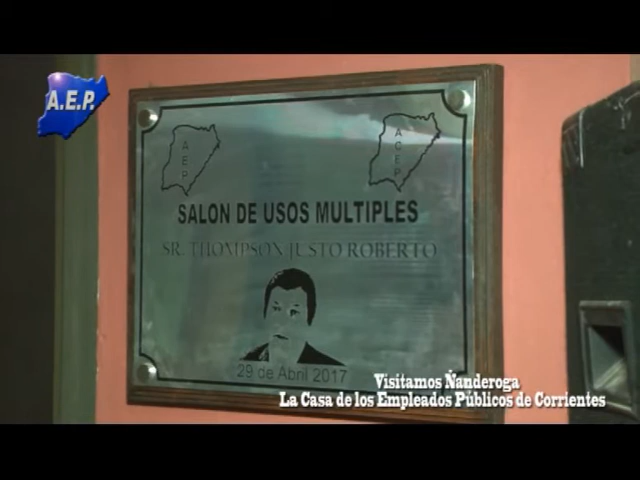 A.E.P.
AEP
ACEP
SALON DE USOS MULTIPLES
SR. THOMPSON JUSTO ROBERTO
29 de Abril 2017
Visitamos Ñanderoga
La Casa de los Empleados Públicos de Corrientes